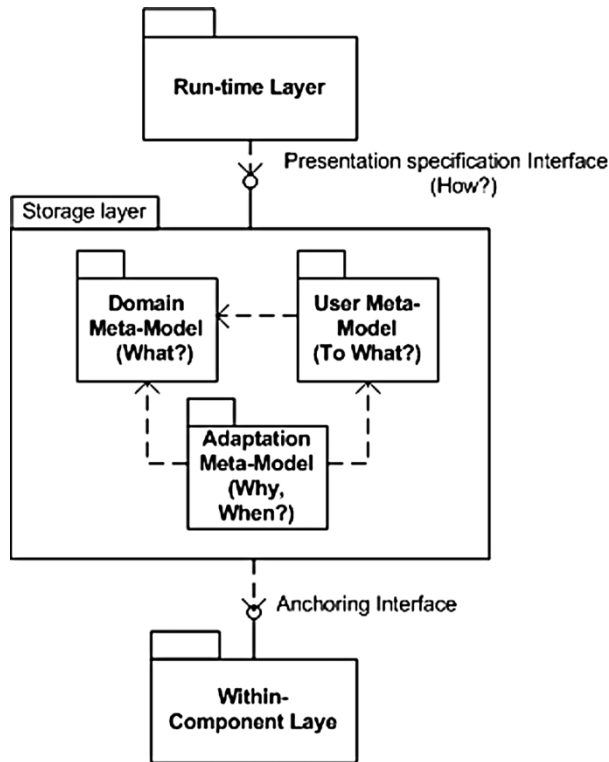 Run-time Layer
Presentation specification Interface
(How?)
Storage layer
Domain
Meta-Model
(What?)
User Meta-
Model
(To What?)
Adaptation
Meta-Model
(Why,
When?)
Anchoring Interface
Within-
Component Laye